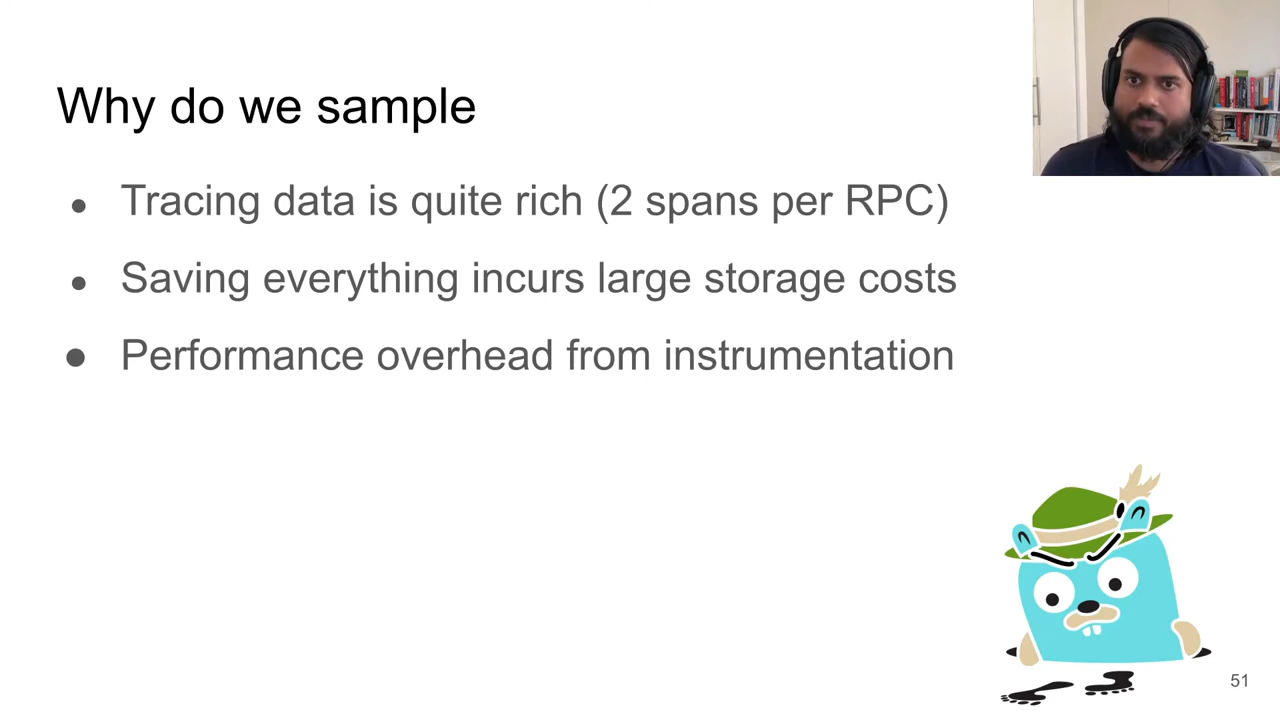 Why do we sample
● Tracing data is quite rich (2 spans per RPC)
● Saving everything incurs large storage costs
● Performance overhead from instrumentation
51